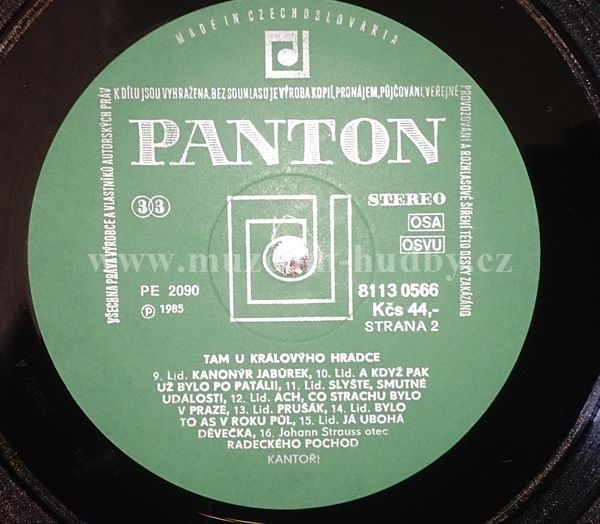 MADE IN CZECHOSLOVAKIA
VŠECHNA PRÁVA VÝROBCE A VLASTNÍKŮ AUTORSKÝCH PRÁV
K DÍLU JSOU VYHRAŽENA. BEZ SOUHLASU JE VÝROBA KOPIÍ, PRONÁJEM, PŮJČOVÁNÍ, VEŘEJNÉ
PROVOZOVÁNÍ A ROZHLASOVÉ ŠÍŘENÍ TÉTO DESKY ZAKÁZÁNO
PANTON
33
STEREO
OSA
OSVU
PE 2090
Ⓟ 1985
8113 0566
Kčs 44,-
STRANA 2
TAM U KRÁLOVÝHO HRADCE
9. Lid. KANONÝR JABŮREK, 10. Lid. A KDYŽ PAK
UŽ BYLO PO PATÁLII, 11. Lid. SLYŠTE, SMUTNÉ
UDÁLOSTI, 12. Lid. ACH, CO STRACHU BYLO
V PRAZE, 13. Lid. PRUŠÁK, 14. Lid. BYLO
TO AS V ROKU PŮL, 15. Lid. JÁ UBOHÁ
DĚVEČKA, 16. Johann Strauss otec
RADECKÉHO POCHOD
KANTOŘI